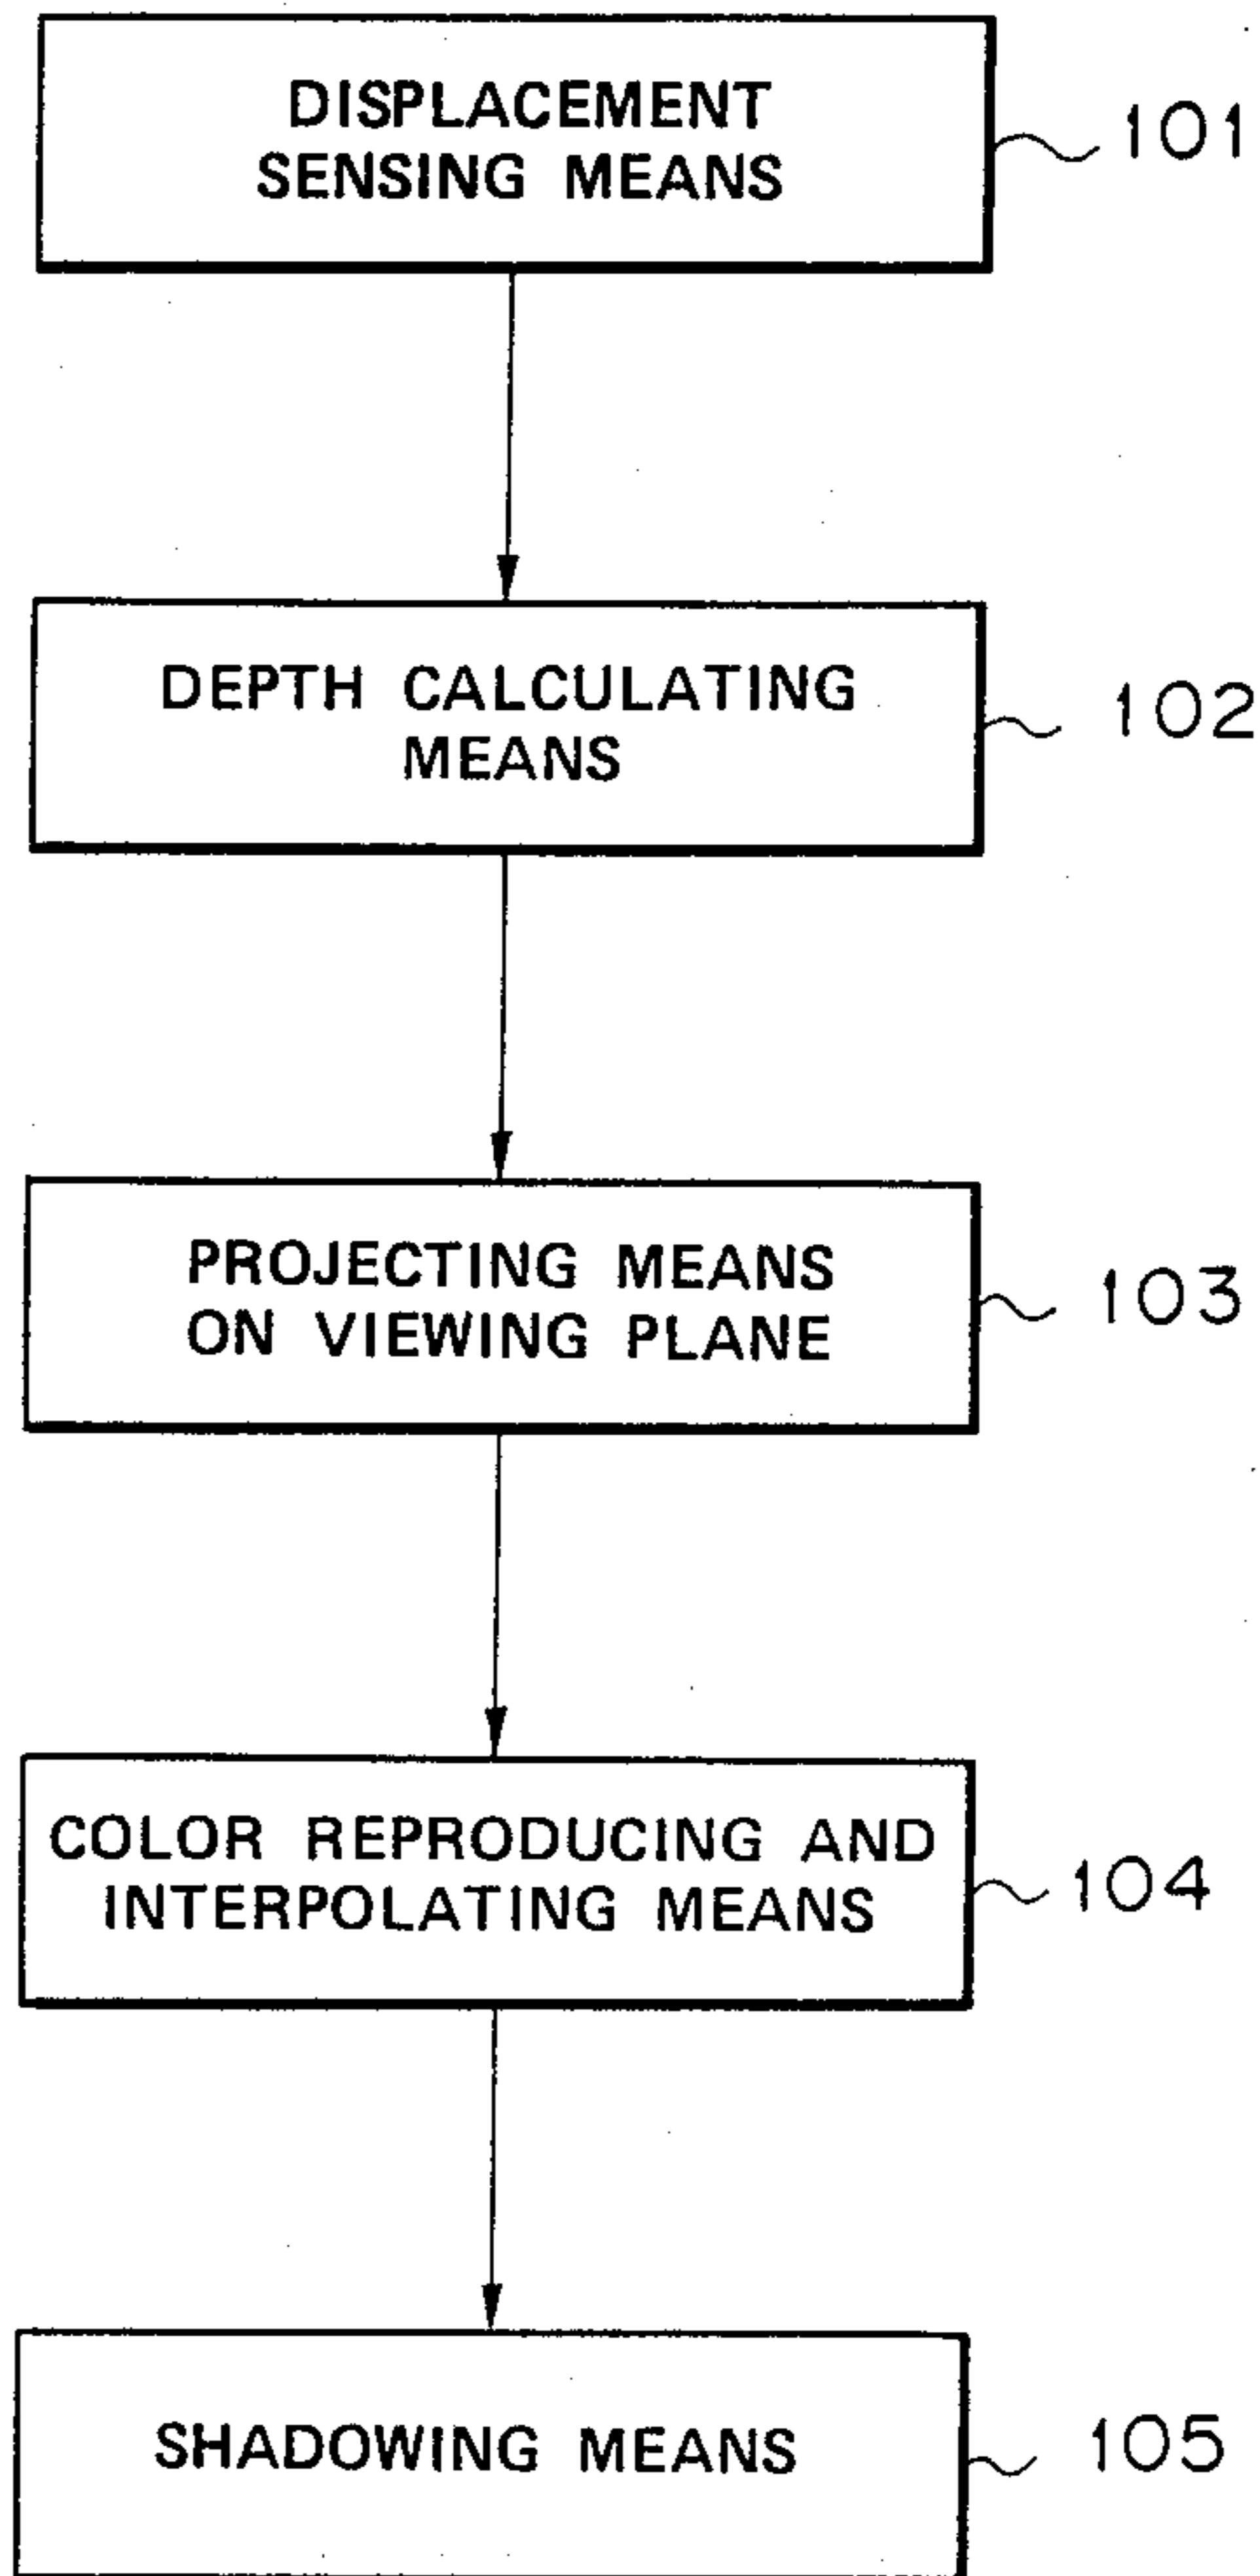 DISPLACEMENT
SENSING MEANS
101
DEPTH CALCULATING
MEANS
102
PROJECTING MEANS
ON VIEWING PLANE
103
COLOR REPRODUCING AND
INTERPOLATING MEANS
104
SHADOWING MEANS
105